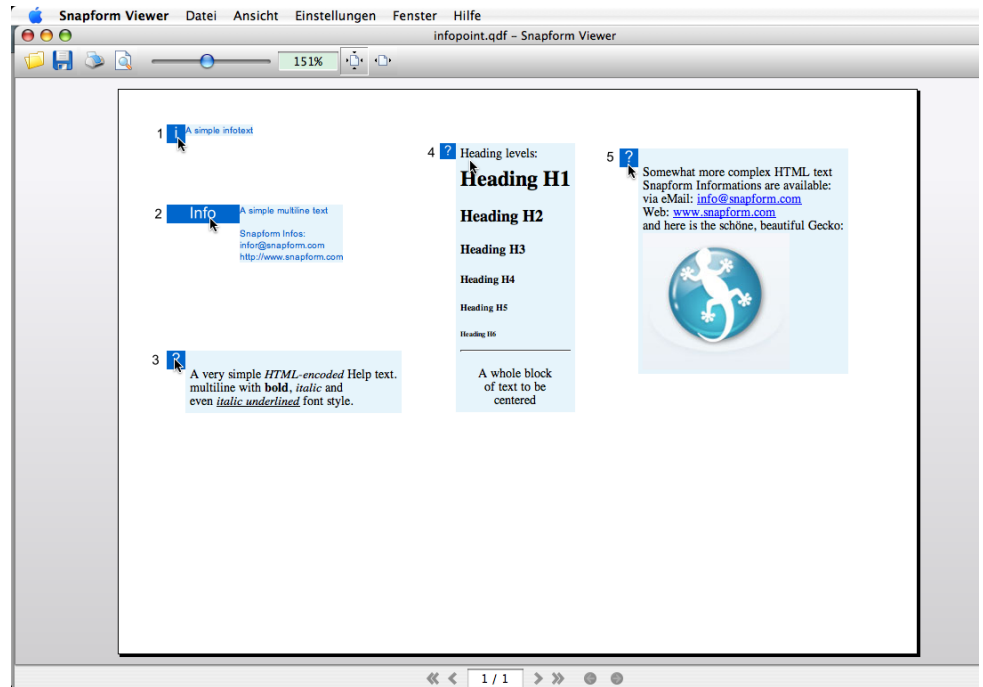 Snapform Viewer Datei Ansicht Einstellungen Fenster Hilfe
infopoint.qdf – Snapform Viewer
151%
1 i A simple infotext
2 Info A simple multiline text
Snapform Infos:
infor@snapform.com
http://www.snapform.com
3 ?
A very simple HTML-encoded Help text.
multiline with bold, italic and
even italic underlined font style.
4 ? Heading levels:
Heading H1
Heading H2
Heading H3
Heading H4
Heading H5
Heading H6
A whole block
of text to be
centered
5 ?
Somewhat more complex HTML text
Snapform Informations are available:
via eMail: info@snapform.com
Web: www.snapform.com
and here is the schöne, beautiful Gecko:
1 / 1